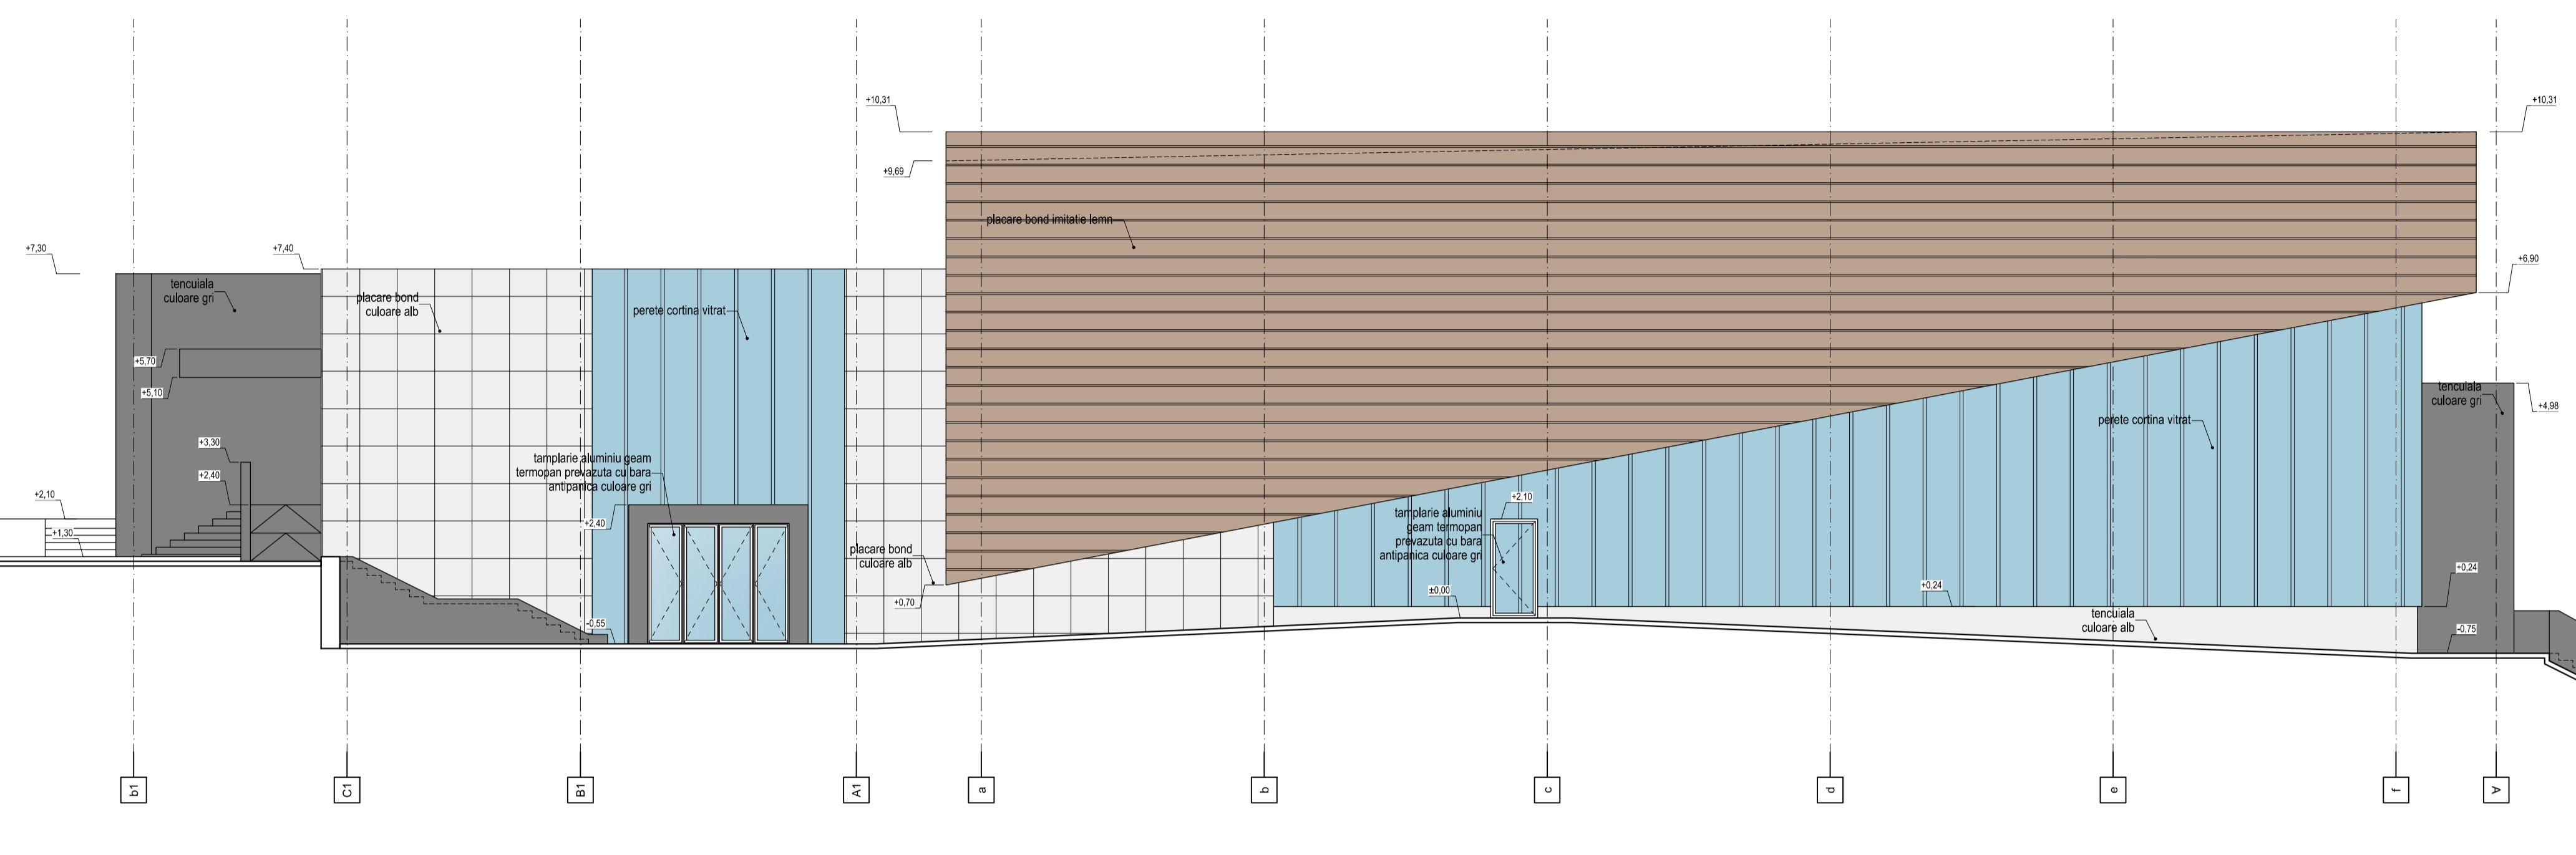 +10,31
+10,31
+9,69
placare bond imitatie lemn
+7,30
+7,40
+6,90
tencuiala
culoare gri
placare bond
culoare alb
perete cortina vitrat
+5,70
+5,10
tencuiala
culoare gri
+4,98
perete cortina vitrat
+3,30
+2,40
tamplarie aluminiu geam
termopan prevazuta cu bara
antipanica culoare gri
+2,10
+1,30
+2,40
+2,10
tamplarie aluminiu
geam termopan
prevazuta cu bara
antipanica culoare gri
placare bond
culoare alb
+0,70
±0,00
+0,24
+0,24
-0,55
tencuiala
culoare alb
-0,75
b1
C1
B1
A1
a
b
c
d
e
f
A